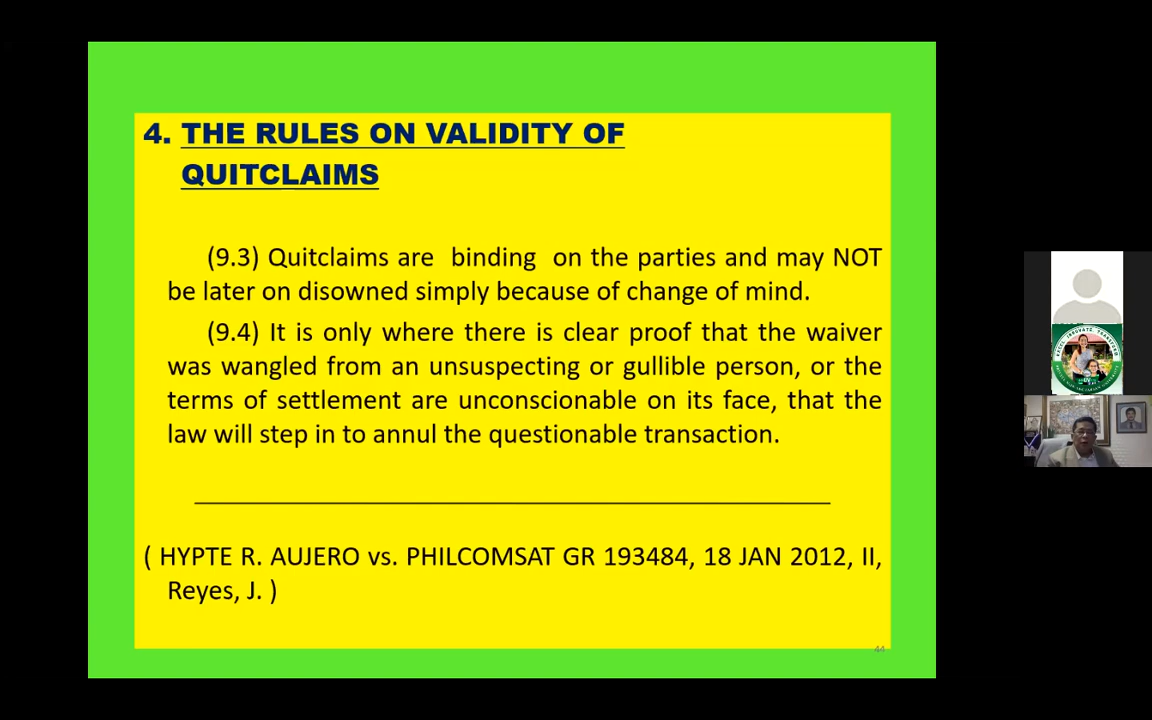 4. THE RULES ON VALIDITY OF
QUITCLAIMS
(9.3) Quitclaims are binding on the parties and may NOT
be later on disowned simply because of change of mind.
(9.4) It is only where there is clear proof that the waiver
was wangled from an unsuspecting or gullible person, or the
terms of settlement are unconscionable on its face, that the
law will step in to annul the questionable transaction.
( HYPTE R. AUJERO vs. PHILCOMSAT GR 193484, 18 JAN 2012, II,
Reyes, J. )
44